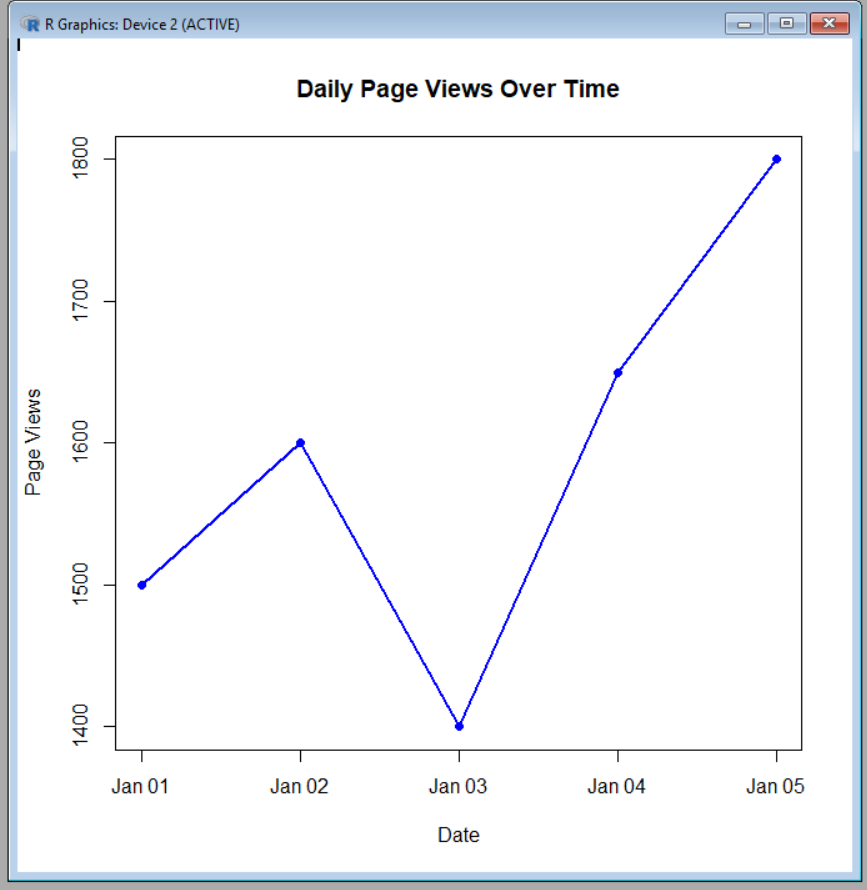 R Graphics: Device 2 (ACTIVE)
Daily Page Views Over Time
Page Views
1800
1700
1600
1500
1400
Jan 01 Jan 02 Jan 03 Jan 04 Jan 05
Date